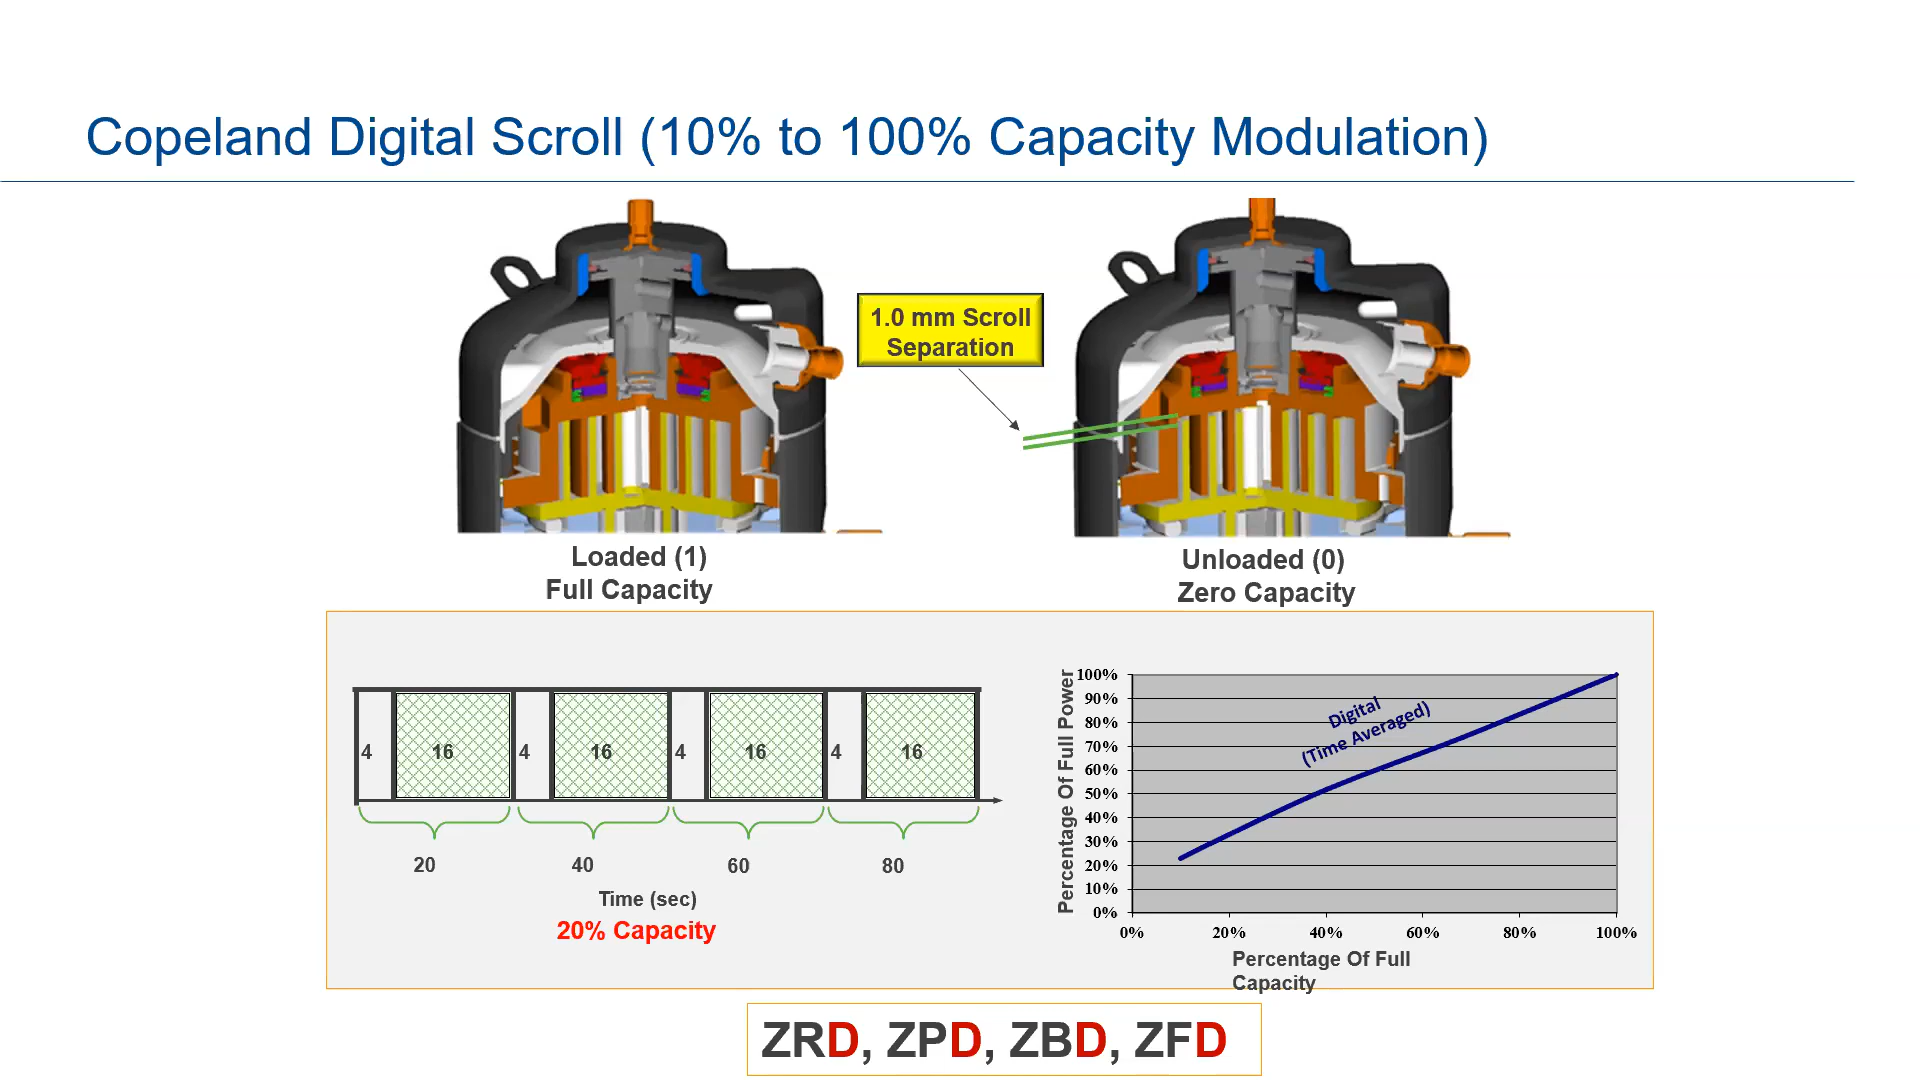 Copeland Digital Scroll (10% to 100% Capacity Modulation)
1.0 mm Scroll
Separation
Loaded (1)
Full Capacity
Unloaded (0)
Zero Capacity
4 16 4 16 4 16 4 16
20 40 60 80
Time (sec)
20% Capacity
Percentage Of Full Power
100%
90%
80%
70%
60%
50%
40%
30%
20%
10%
0%
Digital
(Time Averaged)
0% 20% 40% 60% 80% 100%
Percentage Of Full
Capacity
ZRD, ZPD, ZBD, ZFD